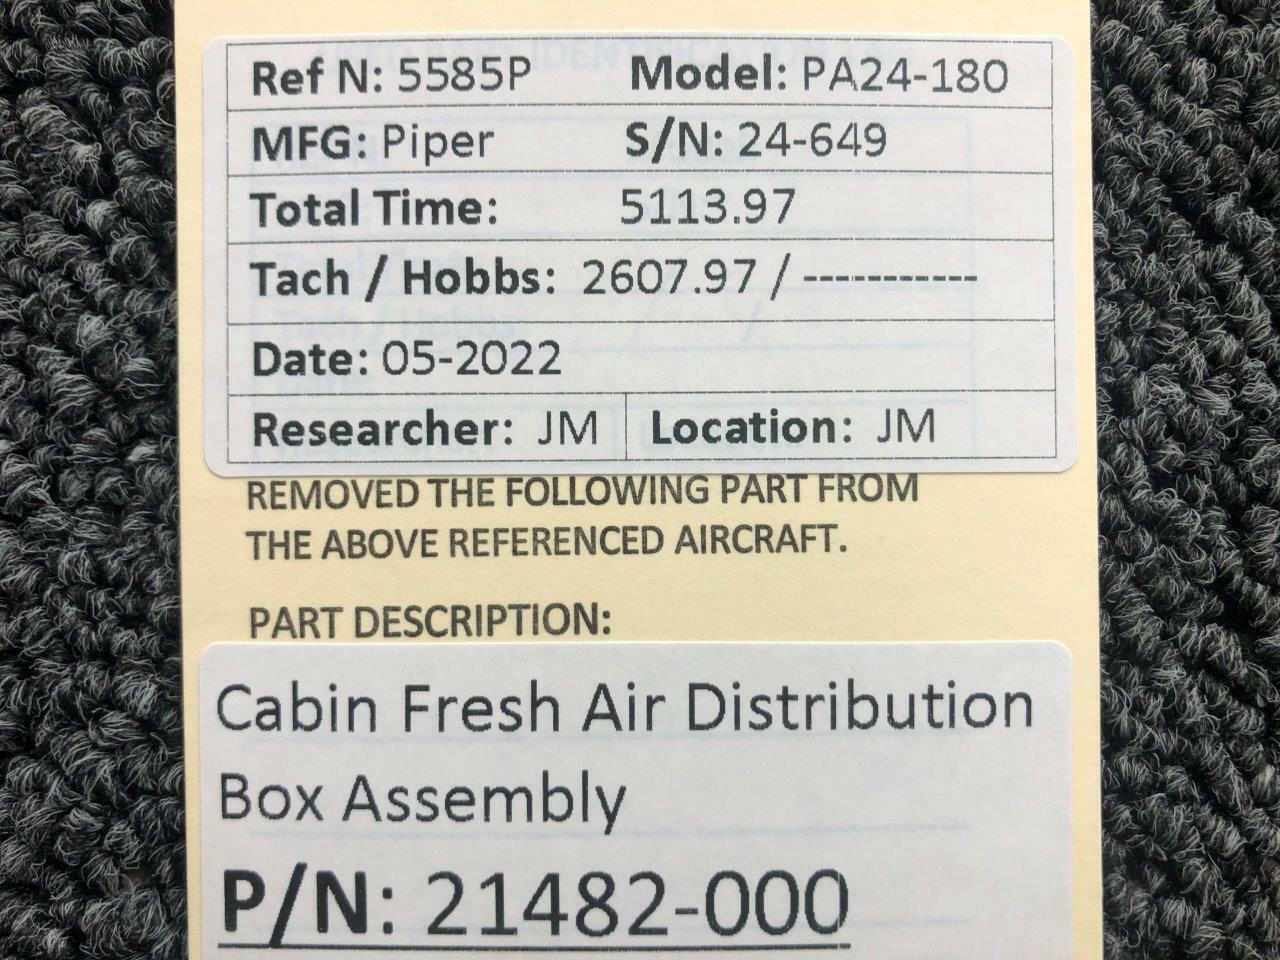 Ref N: 5585P Model: PA24-180
MFG: Piper S/N: 24-649
Total Time: 5113.97
Tach / Hobbs: 2607.97 / -----------
Date: 05-2022
Researcher: JM Location: JM
REMOVED THE FOLLOWING PART FROM
THE ABOVE REFERENCED AIRCRAFT.
PART DESCRIPTION:
Cabin Fresh Air Distribution
Box Assembly
P/N: 21482-000